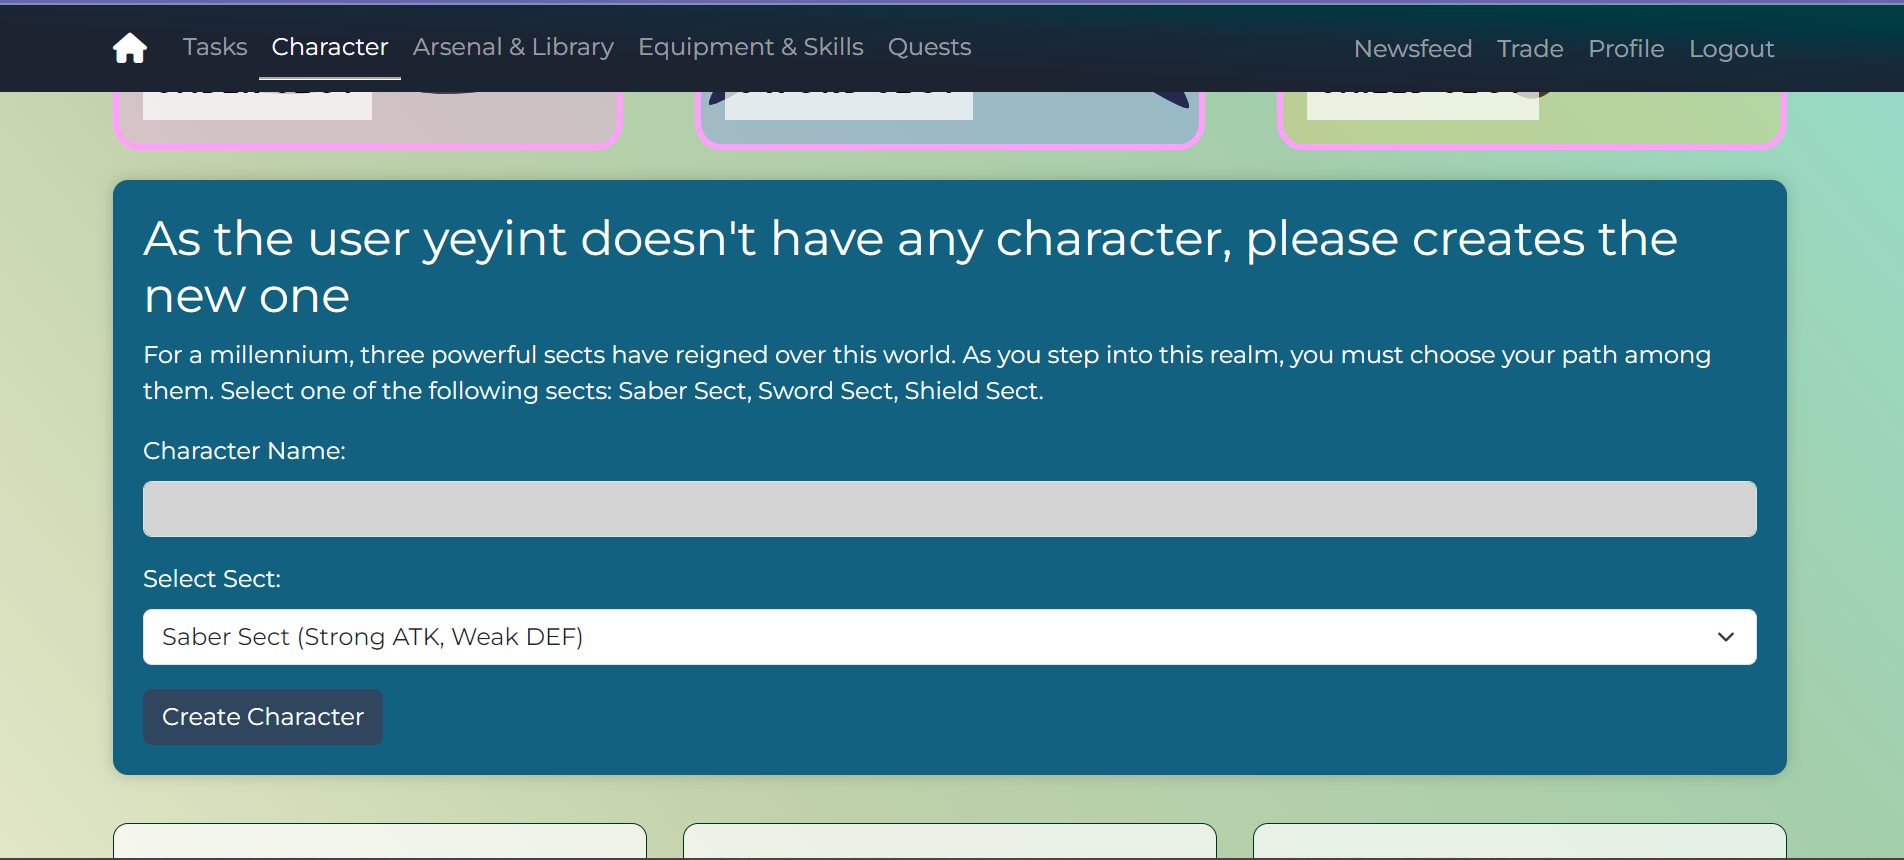 Tasks Character Arsenal & Library Equipment & Skills Quests Newsfeed Trade Profile Logout
As the user yeyint doesn't have any character, please creates the
new one
For a millennium, three powerful sects have reigned over this world. As you step into this realm, you must choose your path among
them. Select one of the following sects: Saber Sect, Sword Sect, Shield Sect.
Character Name:
Select Sect:
Saber Sect (Strong ATK, Weak DEF)
Create Character